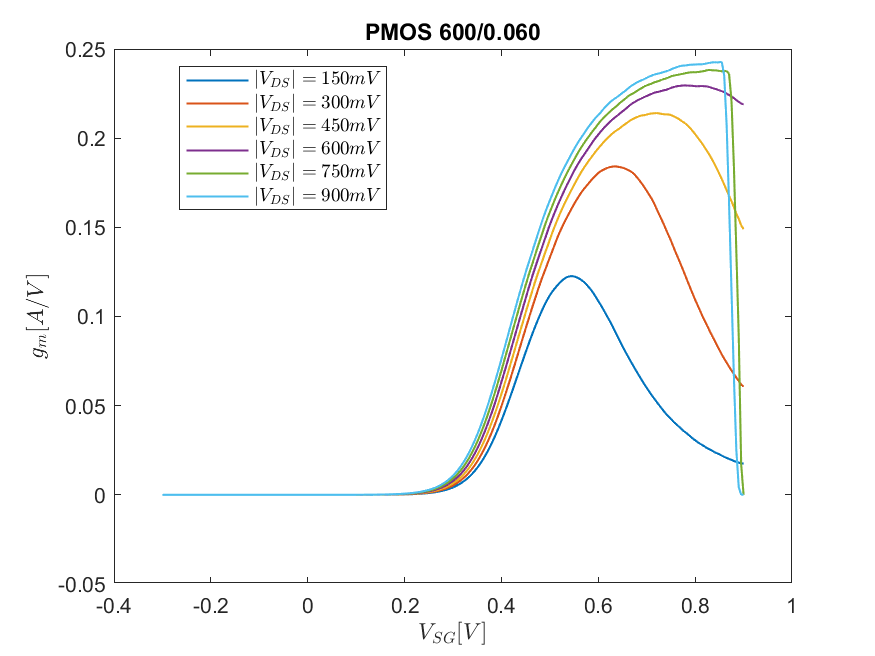 PMOS 600/0.060
0.25
0.2
0.15
0.1
0.05
0
-0.05
g_m[A/V]
|V_DS| = 150mV
|V_DS| = 300mV
|V_DS| = 450mV
|V_DS| = 600mV
|V_DS| = 750mV
|V_DS| = 900mV
-0.4 -0.2 0 0.2 0.4 0.6 0.8 1
V_SG[V]